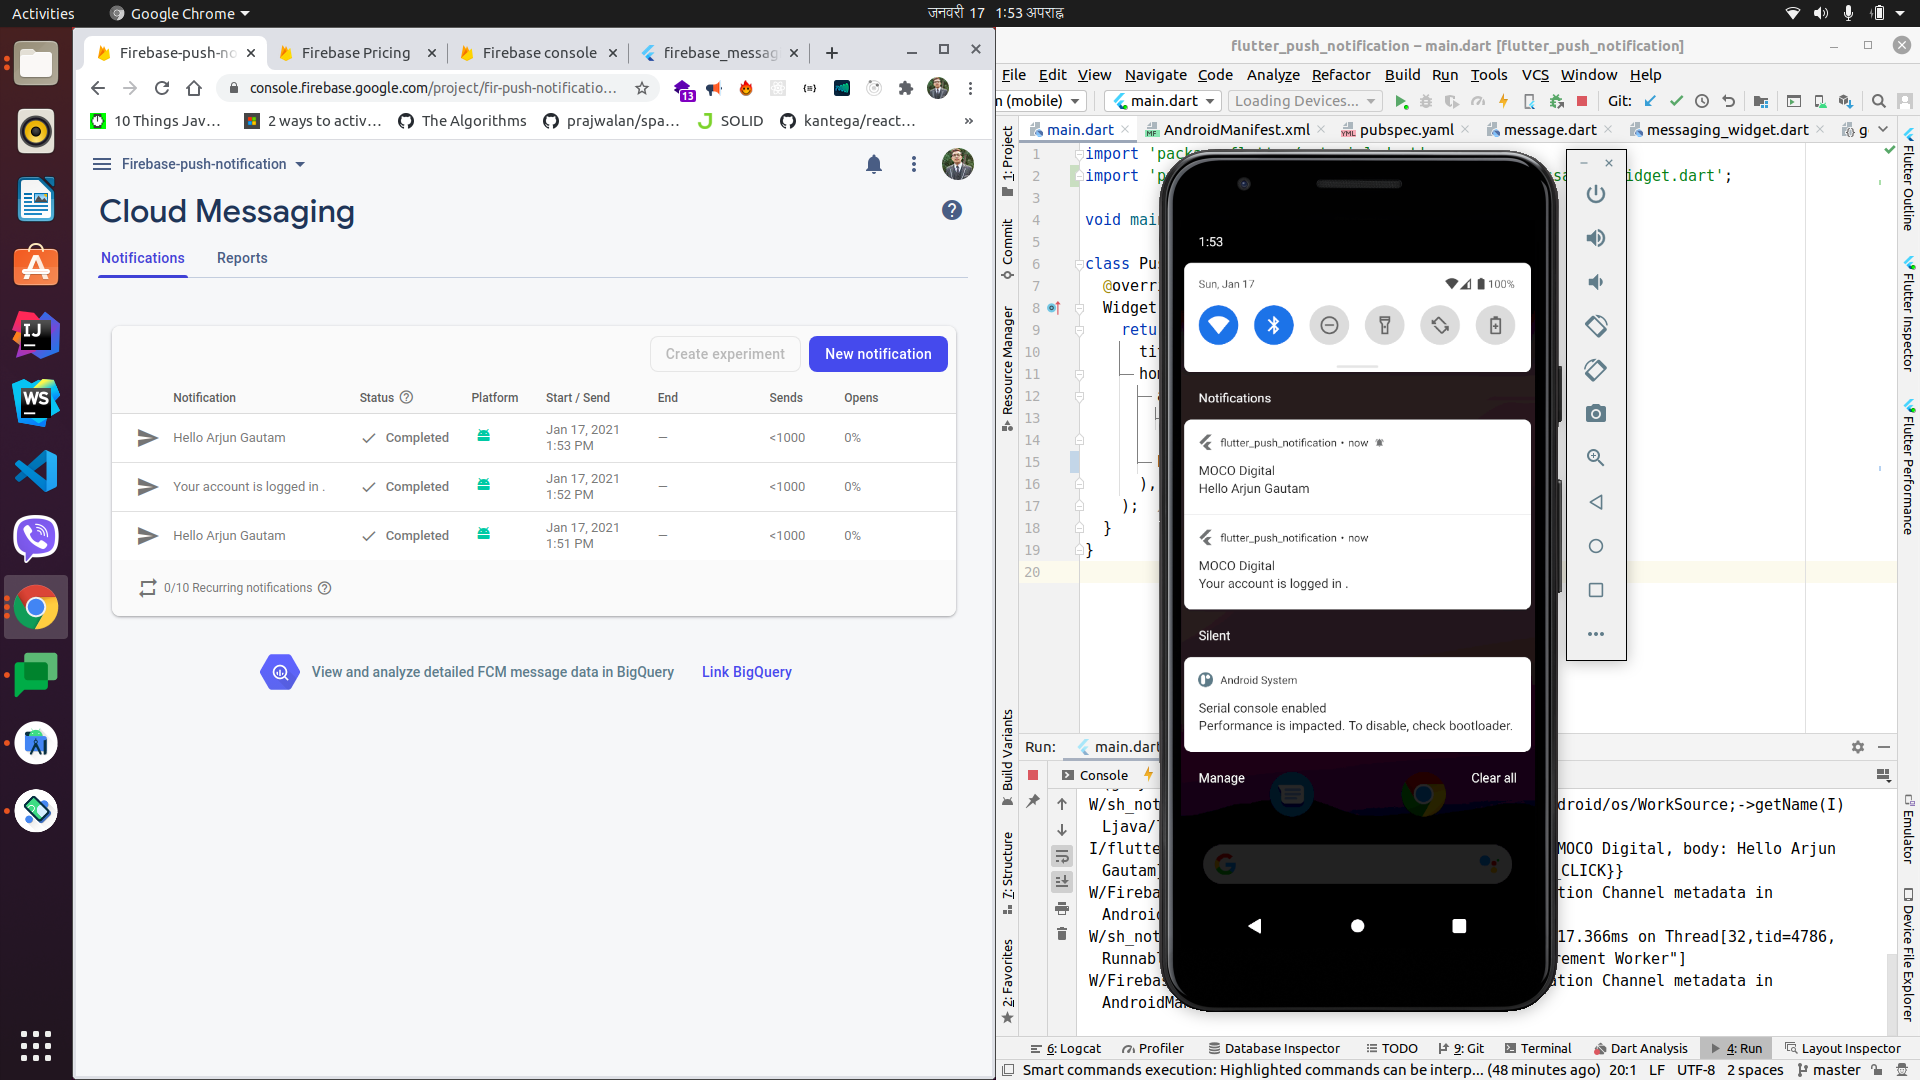 Activities
Google Chrome
जनवरी 17 1:53 अपराह्न
Firebase-push-no
Firebase Pricing
Firebase console
firebase_messag
console.firebase.google.com/project/fir-push-notificatio...
13
10 Things Jav...
2 ways to activ...
The Algorithms
prajwalan/spa...
SOLID
kantega/react...
»
Firebase-push-notification
Cloud Messaging
Notifications
Reports
Create experiment
New notification
Notification Status Platform Start / Send End Sends Opens
Hello Arjun Gautam Completed Jan 17, 2021 1:53 PM — <1000 0%
Your account is logged in . Completed Jan 17, 2021 1:52 PM — <1000 0%
Hello Arjun Gautam Completed Jan 17, 2021 1:51 PM — <1000 0%
0/10 Recurring notifications
View and analyze detailed FCM message data in BigQuery
Link BigQuery
flutter_push_notification – main.dart [flutter_push_notification]
File Edit View Navigate Code Analyze Refactor Build Run Tools VCS Window Help
n (mobile)
main.dart
Loading Devices...
Git:
main.dart
AndroidManifest.xml
pubspec.yaml
message.dart
messaging_widget.dart
g
1: Project
Commit
Resource Manager
Build Variants
7: Structure
2: Favorites
Flutter Outline
Flutter Inspector
Flutter Performance
Emulator
Device File Explorer
1 import
2 import idget.dart';
3
4 void mai
5
6 class Pu
7 @overri
8 Widget
9 retu
10 tit
11 hom
12
13
14
15
16 ),
17 );
18 }
19 }
20
1:53
Sun, Jan 17
100%
Notifications
flutter_push_notification • now
MOCO Digital
Hello Arjun Gautam
flutter_push_notification • now
MOCO Digital
Your account is logged in .
Silent
Android System
Serial console enabled
Performance is impacted. To disable, check bootloader.
Manage
Clear all
Run:
main.dart
Console
W/sh_not droid/os/WorkSource;->getName(I)
Ljava/
I/flutte MOCO Digital, body: Hello Arjun
Gautam _CLICK}}
W/Fireba ation Channel metadata in
Android
W/sh_not 17.366ms on Thread[32,tid=4786,
Runnabl rement Worker"]
W/Fireba ation Channel metadata in
AndroidMa
6: Logcat
Profiler
Database Inspector
TODO
9: Git
Terminal
Dart Analysis
4: Run
Layout Inspector
Smart commands execution: Highlighted commands can be interp... (48 minutes ago)
20:1 LF UTF-8 2 spaces master